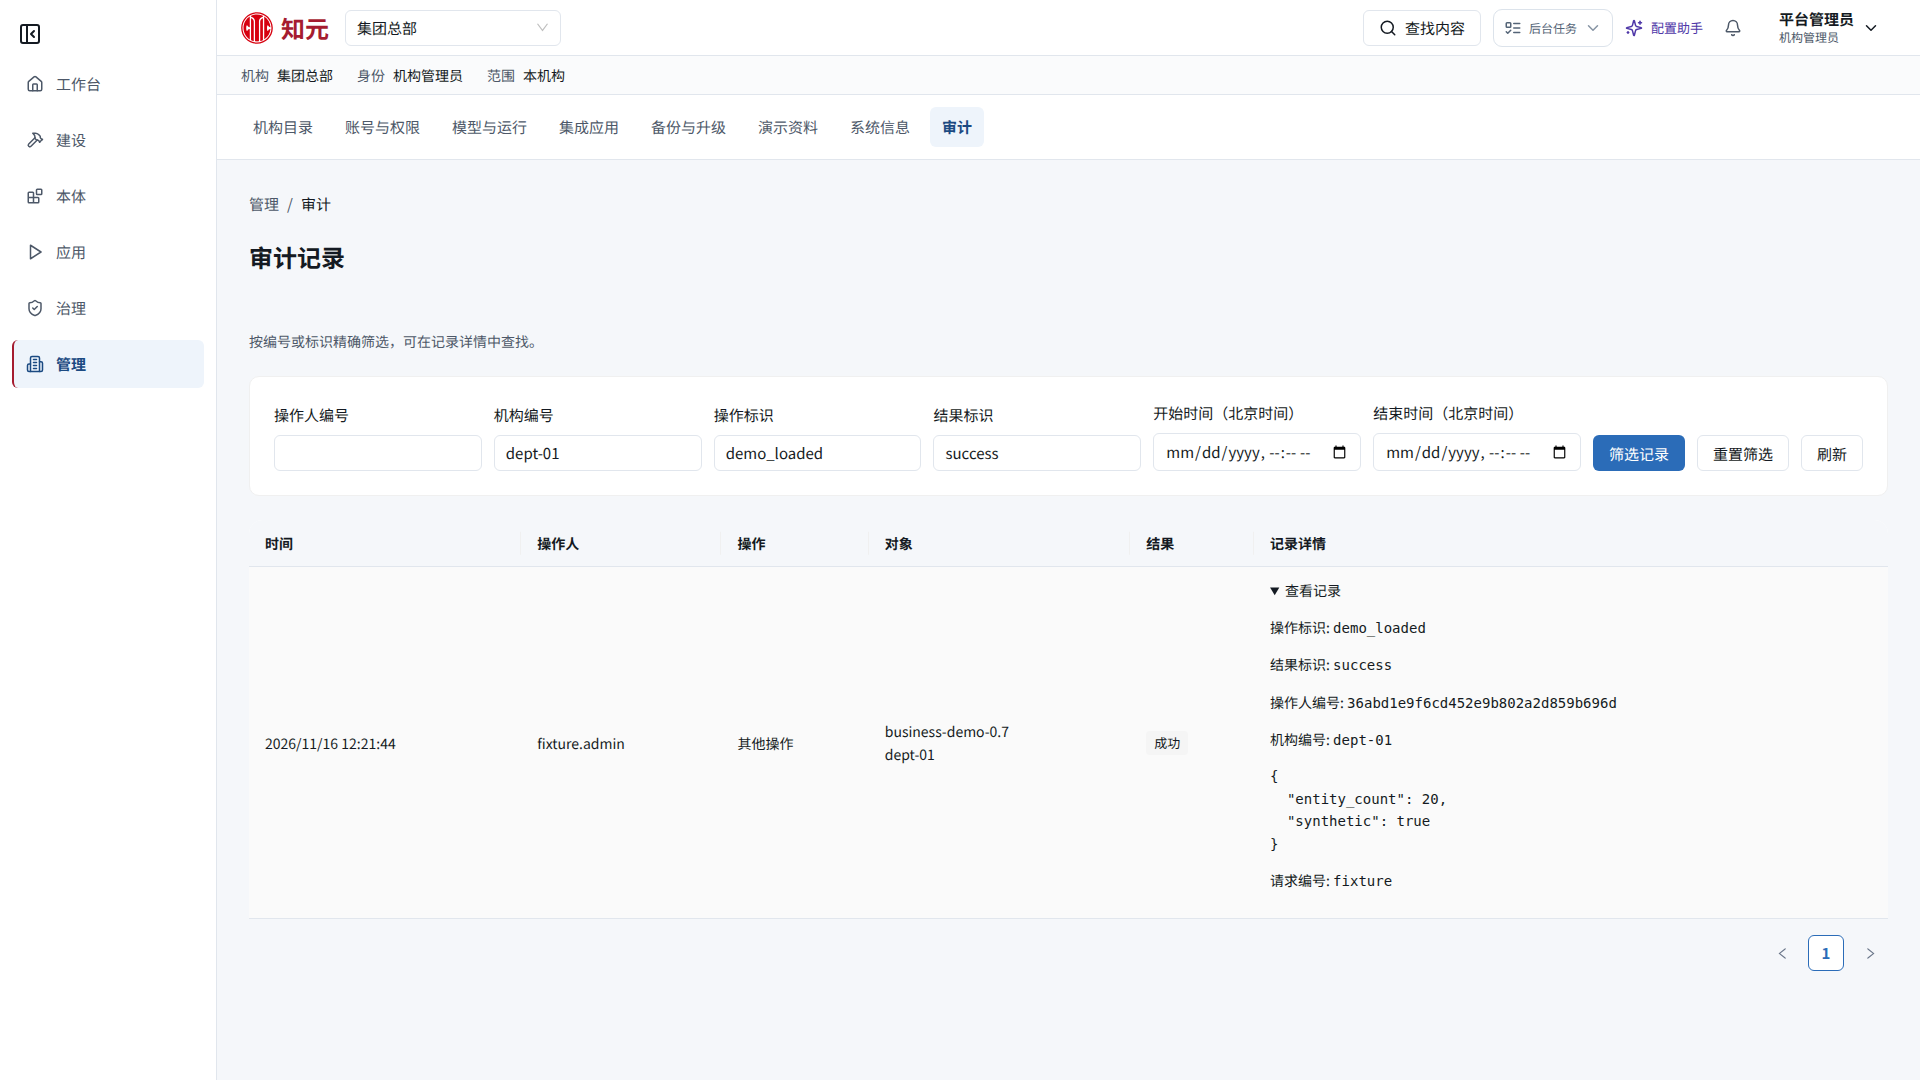 知元
集团总部
查找内容
后台任务
配置助手
平台管理员
机构管理员
工作台
建设
本体
应用
治理
管理
机构 集团总部 身份 机构管理员 范围 本机构
机构目录 账号与权限 模型与运行 集成应用 备份与升级 演示资料 系统信息 审计
管理 / 审计
审计记录
按编号或标识精确筛选，可在记录详情中查找。
操作人编号 机构编号 操作标识 结果标识 开始时间（北京时间） 结束时间（北京时间）
dept-01 demo_loaded success mm/dd/yyyy, --:-- -- mm/dd/yyyy, --:-- -- 筛选记录 重置筛选 刷新
时间 操作人 操作 对象 结果 记录详情
2026/11/16 12:21:44
fixture.admin
其他操作
business-demo-0.7
dept-01
成功
▼ 查看记录
操作标识: demo_loaded
结果标识: success
操作人编号: 36abd1e9f6cd452e9b802a2d859b696d
机构编号: dept-01
{
  "entity_count": 20,
  "synthetic": true
}
请求编号: fixture
1